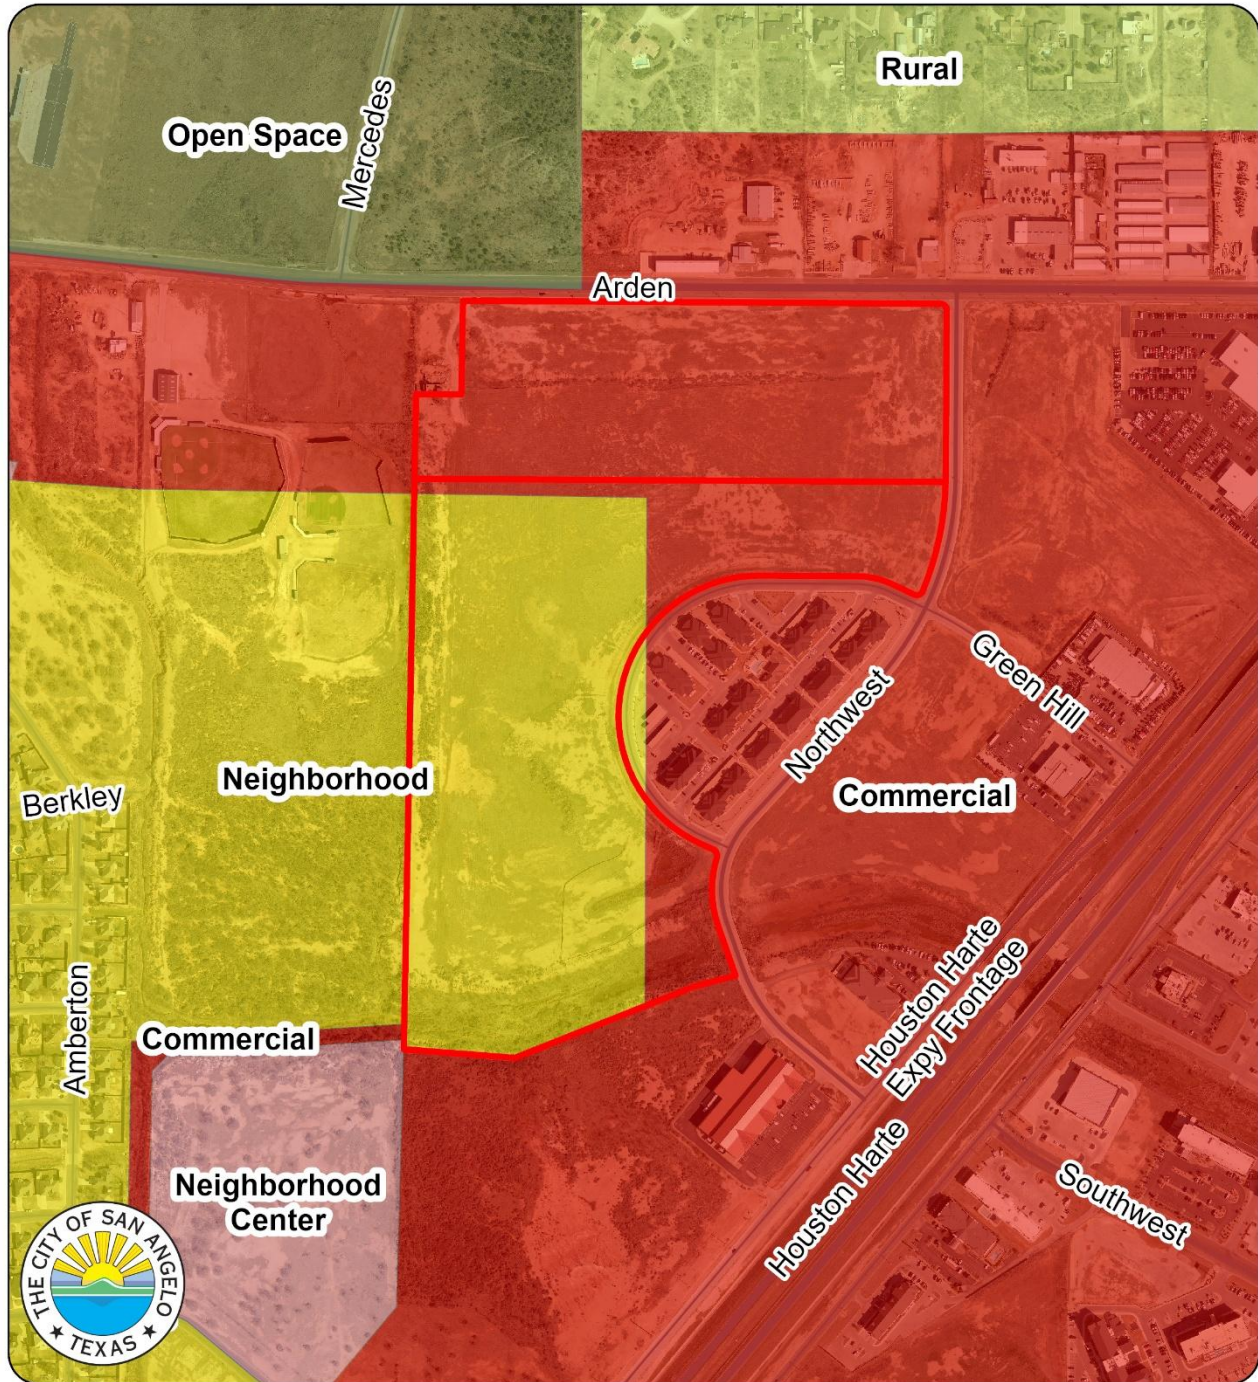 Rural
Open Space
Mercedes
Arden
Green Hill
Northwest
Neighborhood
Commercial
Berkley
Houston Harte
Expy Frontage
Amberton
Commercial
Houston Harte
Neighborhood
Center
Southwest
THE CITY OF SAN ANGELO
★ TEXAS ★